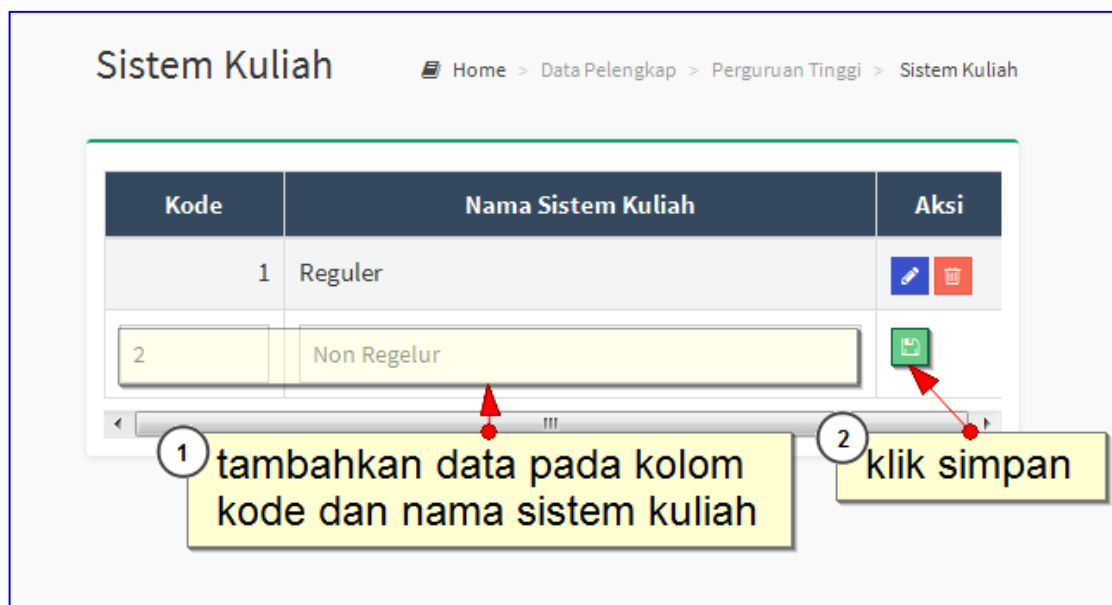 Sistem Kuliah
Home > Data Pelengkap > Perguruan Tinggi > Sistem Kuliah
Kode Nama Sistem Kuliah Aksi
1 Reguler
2 Non Regelur
1 tambahkan data pada kolom
kode dan nama sistem kuliah
2 klik simpan